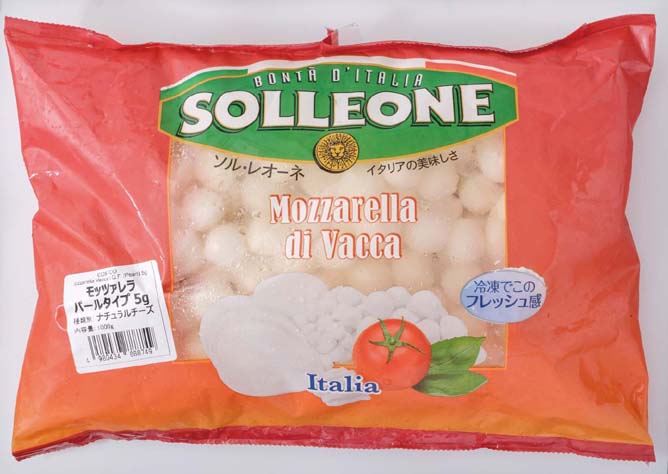 BONTÀ D'ITALIA
SOLLEONE
ソル・レオーネ
イタリアの美味しさ
Mozzarella
di Vacca
冷凍でこの
フレッシュ感
モッツァレラ
パールタイプ 5g
種類別: ナチュラルチーズ
内容量: 1000g
Italia